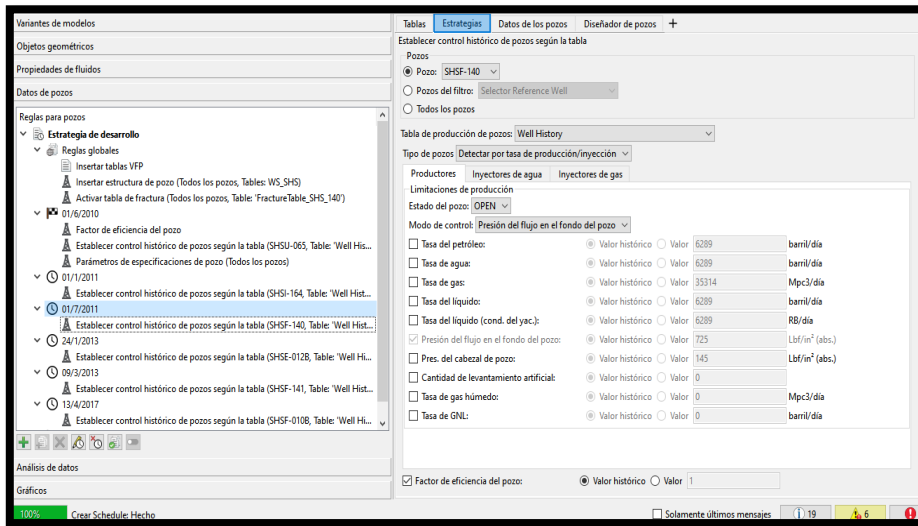 Variantes de modelos
Objetos geométricos
Propiedades de fluidos
Datos de pozos
Reglas para pozos
Estrategia de desarrollo
Reglas globales
Insertar tablas VFP
Insertar estructura de pozo (Todos los pozos, Tables: WS_SHS)
Activar tabla de fractura (Todos los pozos, Table: 'FractureTable_SHS_140')
01/6/2010
Factor de eficiencia del pozo
Establecer control histórico de pozos según la tabla (SHSU-065, Table: 'Well His...
Parámetros de especificaciones de pozo (Todos los pozos)
01/1/2011
Establecer control histórico de pozos según la tabla (SHSI-164, Table: 'Well Hist...
01/7/2011
Establecer control histórico de pozos según la tabla (SHSF-140, Table: 'Well Hist...
24/1/2013
Establecer control histórico de pozos según la tabla (SHSE-012B, Table: 'Well Hi...
09/3/2013
Establecer control histórico de pozos según la tabla (SHSF-141, Table: 'Well Hist...
13/4/2017
Establecer control histórico de pozos según la tabla (SHSF-010B, Table: 'Well Hi...
Análisis de datos
Gráficos
100% Crear Schedule: Hecho
Tablas Estrategias Datos de los pozos Diseñador de pozos +
Establecer control histórico de pozos según la tabla
Pozos
Pozo: SHSF-140
Pozos del filtro: Selector Reference Well
Todos los pozos
Tabla de producción de pozos: Well History
Tipo de pozos Detectar por tasa de producción/inyección
Productores Inyectores de agua Inyectores de gas
Limitaciones de producción
Estado del pozo: OPEN
Modo de control: Presión del flujo en el fondo del pozo
Tasa del petróleo: Valor histórico Valor 6289 barril/día
Tasa de agua: Valor histórico Valor 6289 barril/día
Tasa de gas: Valor histórico Valor 35314 Mpc3/día
Tasa del líquido: Valor histórico Valor 6289 barril/día
Tasa del líquido (cond. del yac.): Valor histórico Valor 6289 RB/día
Presión del flujo en el fondo del pozo: Valor histórico Valor 725 Lbf/in² (abs.)
Pres. del cabezal de pozo: Valor histórico Valor 145 Lbf/in² (abs.)
Cantidad de levantamiento artificial: Valor histórico Valor 0
Tasa de gas húmedo: Valor histórico Valor 0 Mpc3/día
Tasa de GNL: Valor histórico Valor 0 barril/día
Factor de eficiencia del pozo: Valor histórico Valor 1
Solamente últimos mensajes 19 6